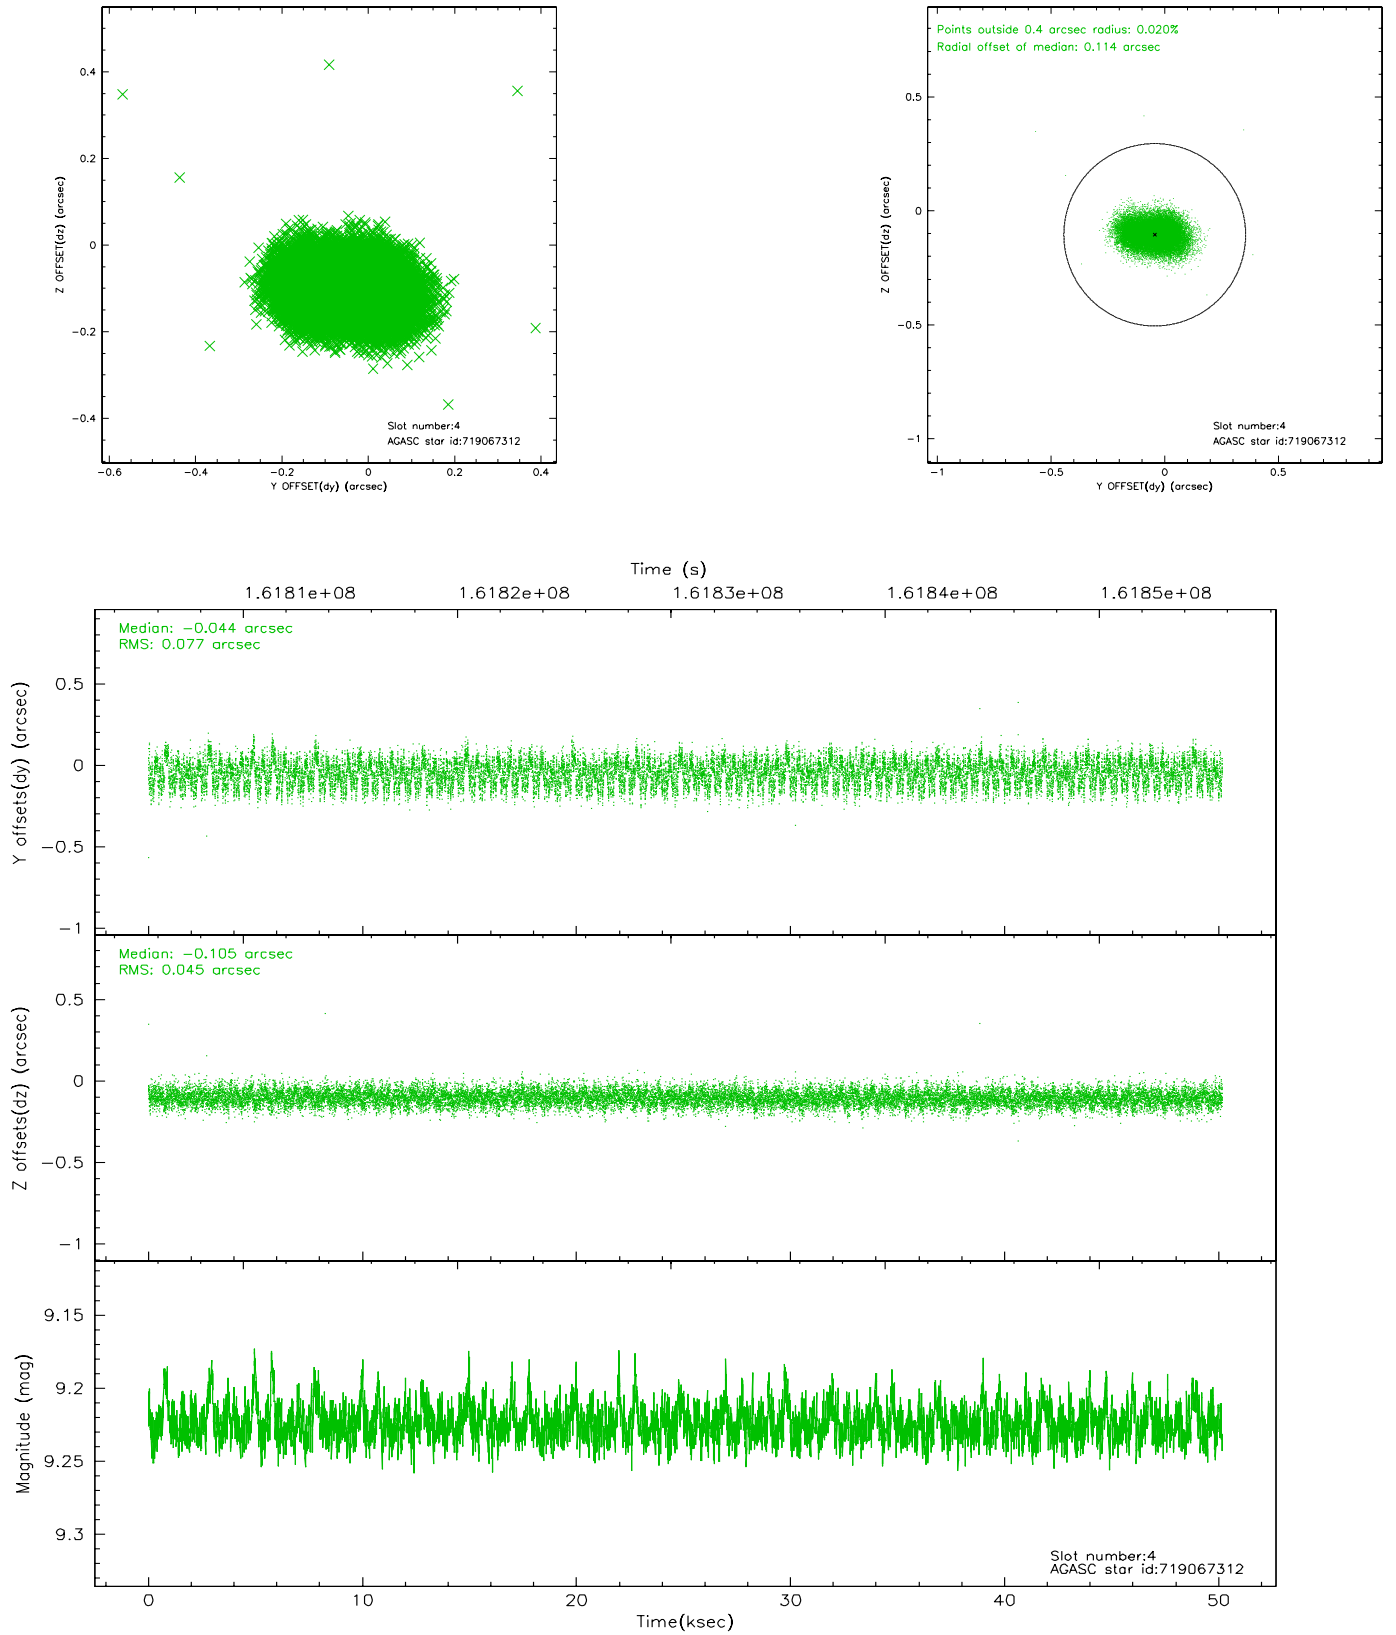 0.4
0.2
0
−0.2
−0.4
Z OFFSET(dz) (arcsec)
Slot number:4
AGASC star id:719067312
−0.6 −0.4 −0.2 0 0.2 0.4
Y OFFSET(dy) (arcsec)
Points outside 0.4 arcsec radius: 0.020%
Radial offset of median: 0.114 arcsec
0.5
0
−0.5
−1
Z OFFSET(dz) (arcsec)
Slot number:4
AGASC star id:719067312
−1 −0.5 0 0.5
Y OFFSET(dy) (arcsec)
Time (s)
1.6181e+08 1.6182e+08 1.6183e+08 1.6184e+08 1.6185e+08
Median: −0.044 arcsec
RMS: 0.077 arcsec
0.5
0
−0.5
−1
Y offsets(dy) (arcsec)
Median: −0.105 arcsec
RMS: 0.045 arcsec
0.5
0
−0.5
−1
Z offsets(dz) (arcsec)
9.15
9.2
9.25
9.3
Magnitude (mag)
Slot number:4
AGASC star id:719067312
0 10 20 30 40 50
Time(ksec)